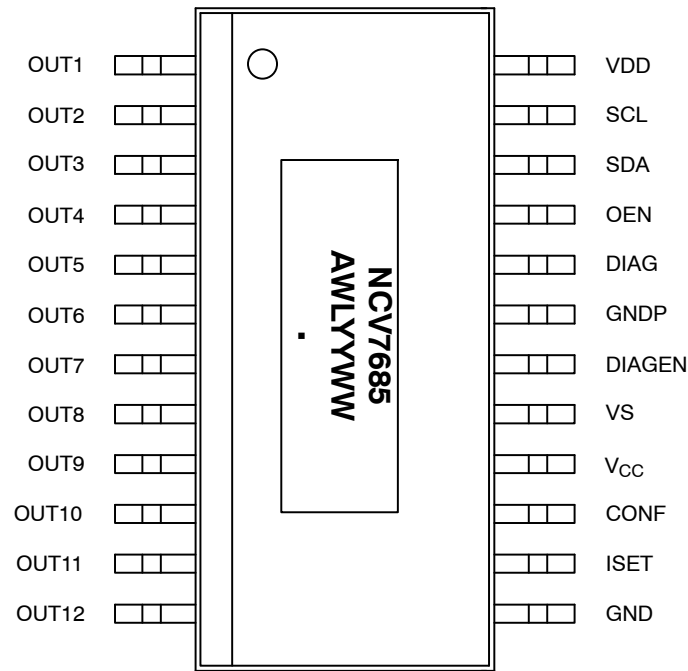 OUT1
OUT2
OUT3
OUT4
OUT5
OUT6
OUT7
OUT8
OUT9
OUT10
OUT11
OUT12
NCV7685
AWLYYWW
VDD
SCL
SDA
OEN
DIAG
GNDP
DIAGEN
VS
VCC
CONF
ISET
GND